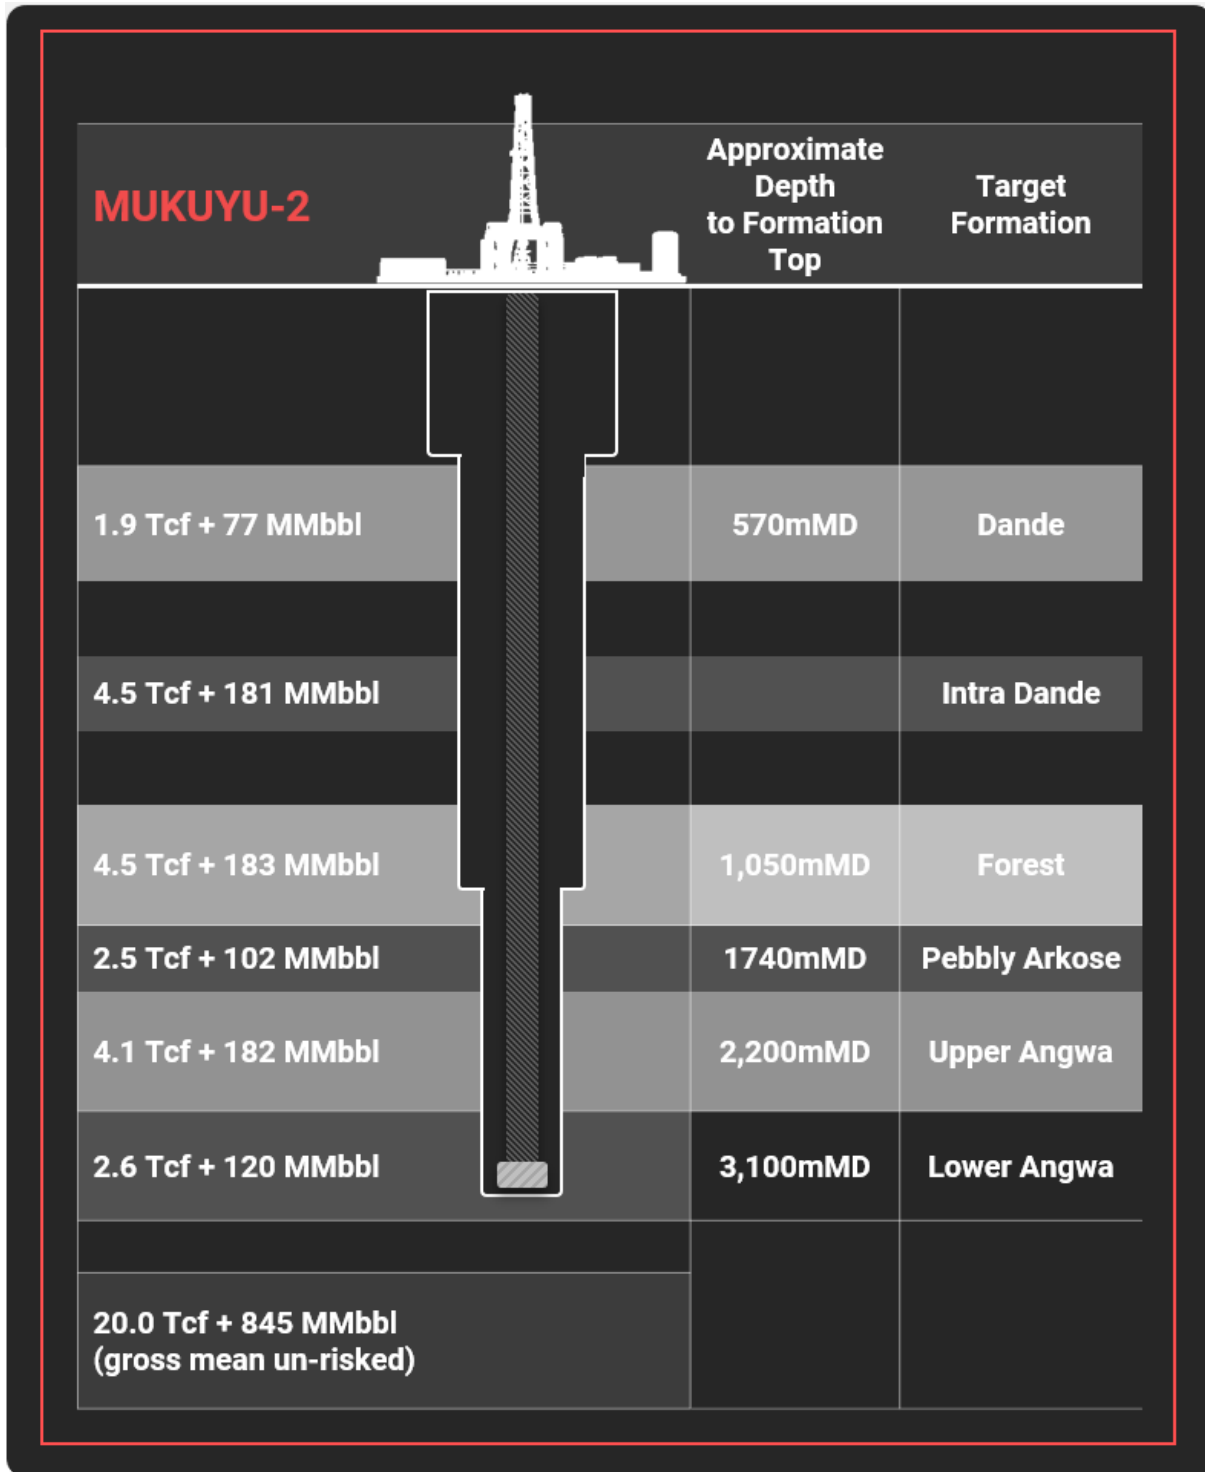 MUKUYU-2
Approximate
Depth
to Formation
Top
Target
Formation
1.9 Tcf + 77 MMbbl
570mMD
Dande
4.5 Tcf + 181 MMbbl
Intra Dande
4.5 Tcf + 183 MMbbl
1,050mMD
Forest
2.5 Tcf + 102 MMbbl
1740mMD
Pebbly Arkose
4.1 Tcf + 182 MMbbl
2,200mMD
Upper Angwa
2.6 Tcf + 120 MMbbl
3,100mMD
Lower Angwa
20.0 Tcf + 845 MMbbl
(gross mean un-risked)